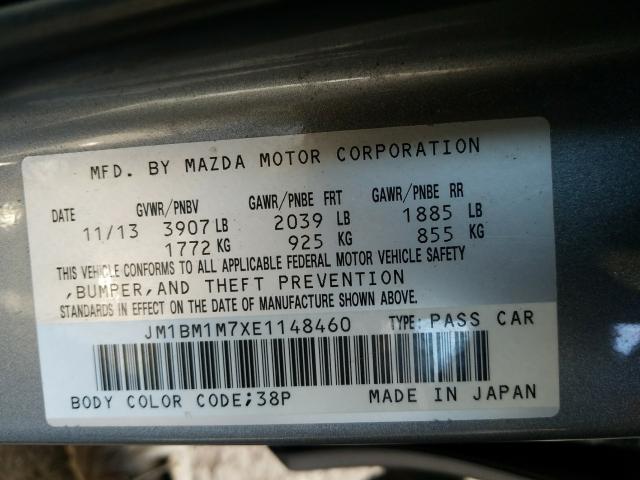 MFD. BY MAZDA MOTOR CORPORATION
DATE GVWR/PNBV GAWR/PNBE FRT GAWR/PNBE RR
11/13 3907 LB 2039 LB 1885 LB
1772 KG 925 KG 855 KG
THIS VEHICLE CONFORMS TO ALL APPLICABLE FEDERAL MOTOR VEHICLE SAFETY
,BUMPER,AND THEFT PREVENTION
STANDARDS IN EFFECT ON THE DATE OF MANUFACTURE SHOWN ABOVE.
JM1BM1M7XE1148460 TYPE: PASS CAR
BODY COLOR CODE;38P MADE IN JAPAN